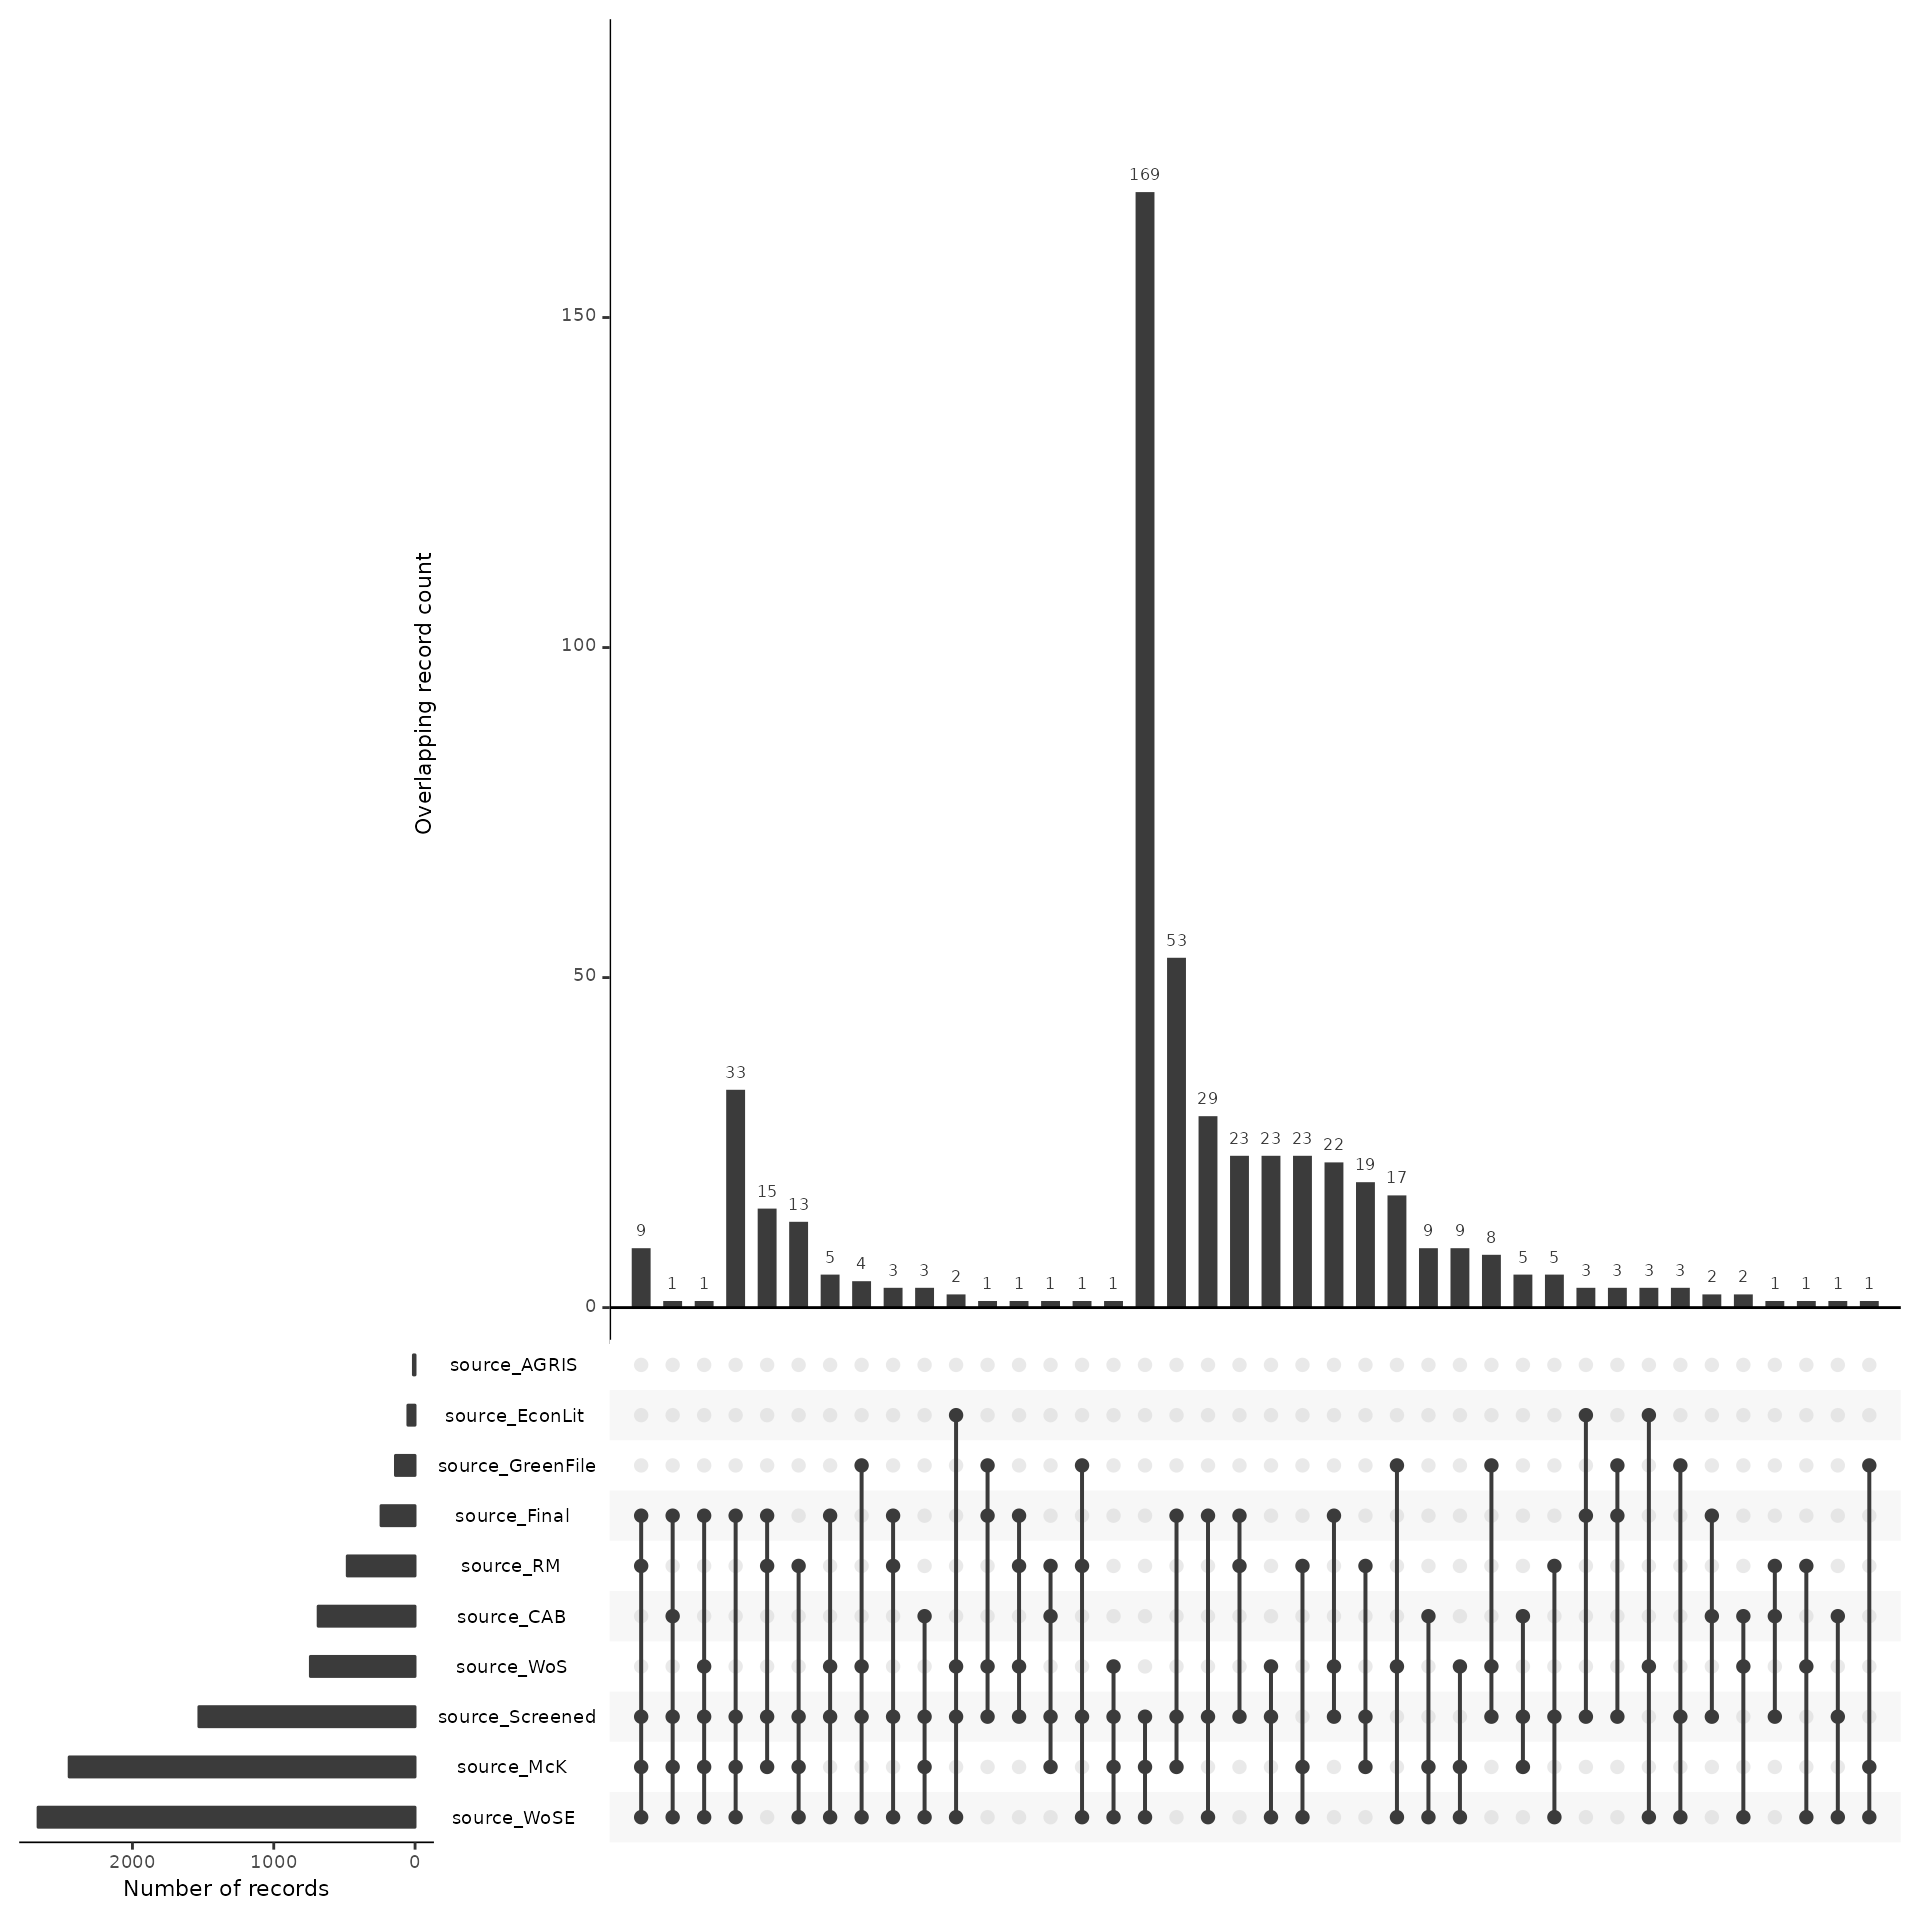 169
150
100
53
50
33
29
23 23 23 22
19
17
15
13
9 9 9
8
5 5 5
4
3 3 3 3 3 3
2 2 2
1 1 1 1 1 1 1 1 1 1 1
0
Overlapping record count
source_AGRIS
source_EconLit
source_GreenFile
source_Final
source_RM
source_CAB
source_WoS
source_Screened
source_McK
source_WoSE
2000 1000 0
Number of records